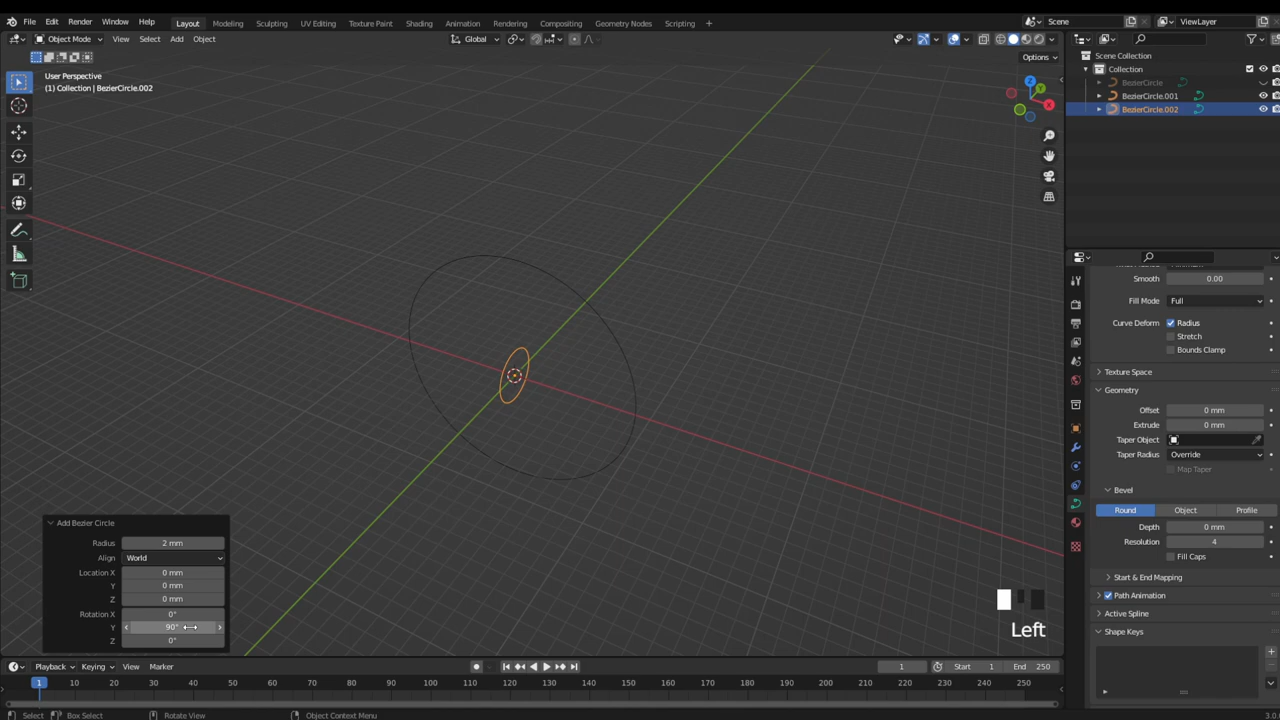 File Edit Render Window Help Layout Modeling Sculpting UV Editing Texture Paint Shading Animation Rendering Compositing Geometry Nodes Scripting + Scene ViewLayer
Object Mode View Select Add Object Global
Options
User Perspective
(1) Collection | BezierCircle.002
Z
Y
X
Scene Collection
Collection
BezierCircle
BezierCircle.001
BezierCircle.002
Smooth 0.00
Fill Mode Full
Curve Deform Radius
Stretch
Bounds Clamp
Texture Space
Geometry
Offset 0 mm
Extrude 0 mm
Taper Object
Taper Radius Override
Map Taper
Bevel
Round Object Profile
Depth 0 mm
Resolution 4
Fill Caps
Start & End Mapping
Path Animation
Active Spline
Shape Keys
Add Bezier Circle
Radius 2 mm
Align World
Location X 0 mm
Y 0 mm
Z 0 mm
Rotation X 0°
Y 90°
Z 0°
Left
Playback Keying View Marker 1 Start 1 End 250
1 10 20 30 40 50 60 70 80 90 100 110 120 130 140 150 160 170 180 190 200 210 220 230 240 250
Select Box Select Rotate View Object Context Menu 3.0